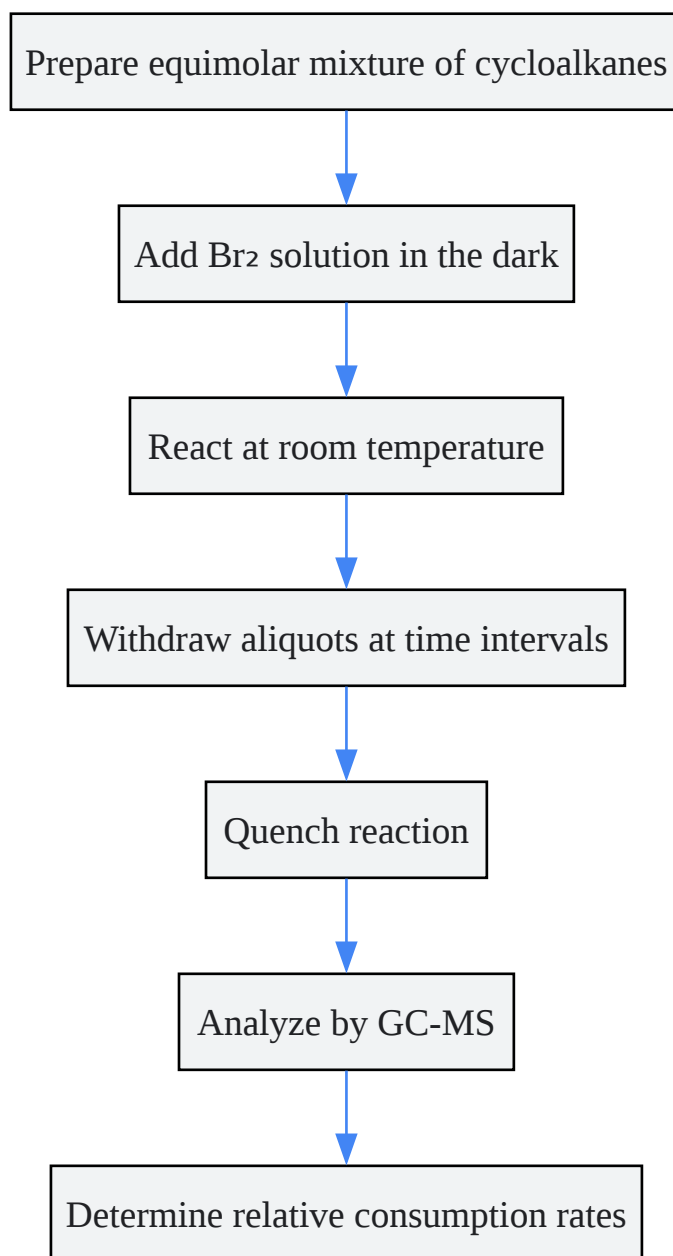 Prepare equimolar mixture of cycloalkanes
Add Br₂ solution in the dark
React at room temperature
Withdraw aliquots at time intervals
Quench reaction
Analyze by GC-MS
Determine relative consumption rates